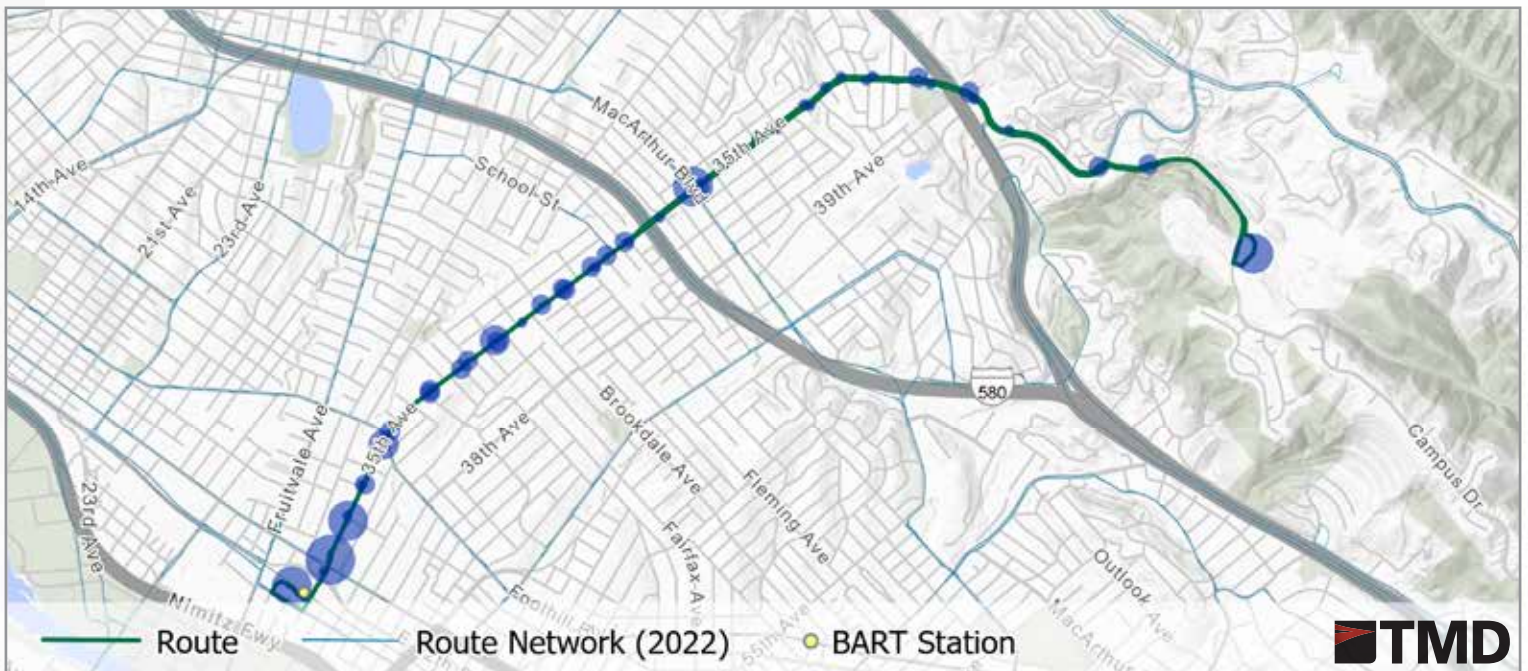 MacArthur Blvd
35th Ave
14th-Ave
21st Ave
23rd-Ave
School-St
39th-Ave
580
35th Ave
Fruitvale Ave
38th-Ave
Brookdale Ave
Fleming Ave
Fairfax-Ave
Campus Dr
23rd Ave
Outlook Ave
Nimitz Fwy
Foothill
55th Ave
MacArthur
Route
Route Network (2022)
BART Station
TMD